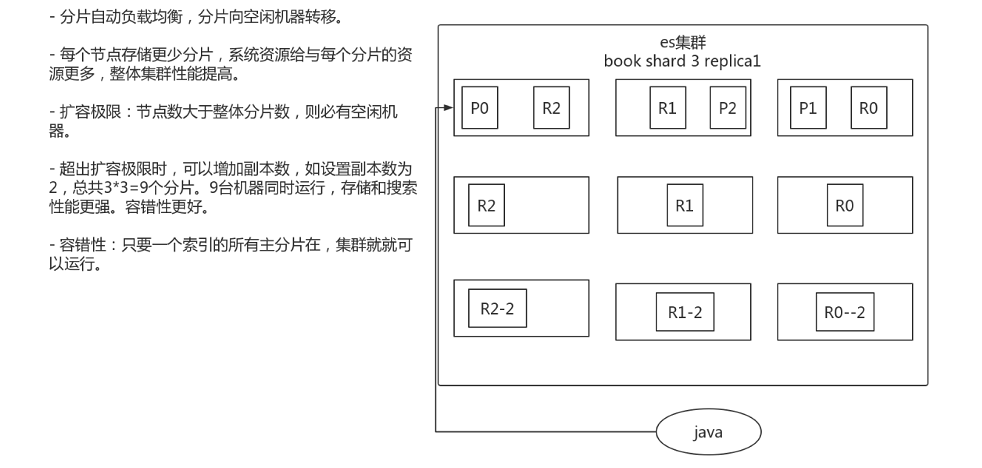 - 分片自动负载均衡，分片向空闲机器转移。
- 每个节点存储更少分片，系统资源给与每个分片的资
源更多，整体集群性能提高。
- 扩容极限：节点数大于整体分片数，则必有空闲机
器。
- 超出扩容极限时，可以增加副本数，如设置副本数为
2，总共3*3=9个分片。9台机器同时运行，存储和搜索
性能更强。容错性更好。
- 容错性：只要一个索引的所有主分片在，集群就就可
以运行。
es集群
book shard 3 replica1
P0 R2 R1 P2 P1 R0
R2 R1 R0
R2-2 R1-2 R0--2
java